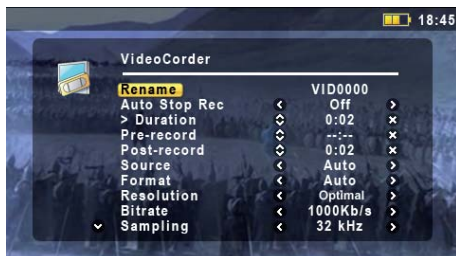 18:45
VideoCorder
Rename VID0000
Auto Stop Rec Off
> Duration 0:02
Pre-record --:--
Post-record 0:02
Source Auto
Format Auto
Resolution Optimal
Bitrate 1000Kb/s
Sampling 32 kHz